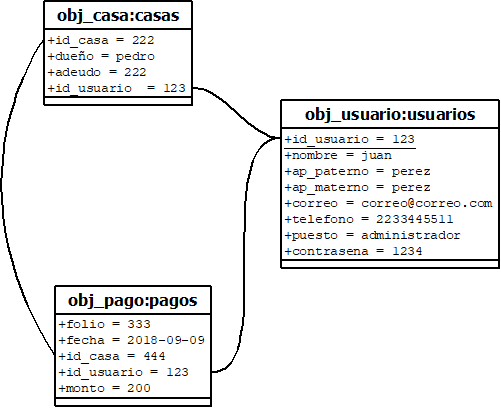 obj_casa:casas
+id_casa = 222
+dueño = pedro
+adeudo = 222
+id_usuario  = 123
obj_usuario:usuarios
+id_usuario = 123
+nombre = juan
+ap_paterno = perez
+ap_materno = perez
+correo = correo@correo.com
+telefono = 2233445511
+puesto = administrador
+contrasena = 1234
obj_pago:pagos
+folio = 333
+fecha = 2018-09-09
+id_casa = 444
+id_usuario = 123
+monto = 200